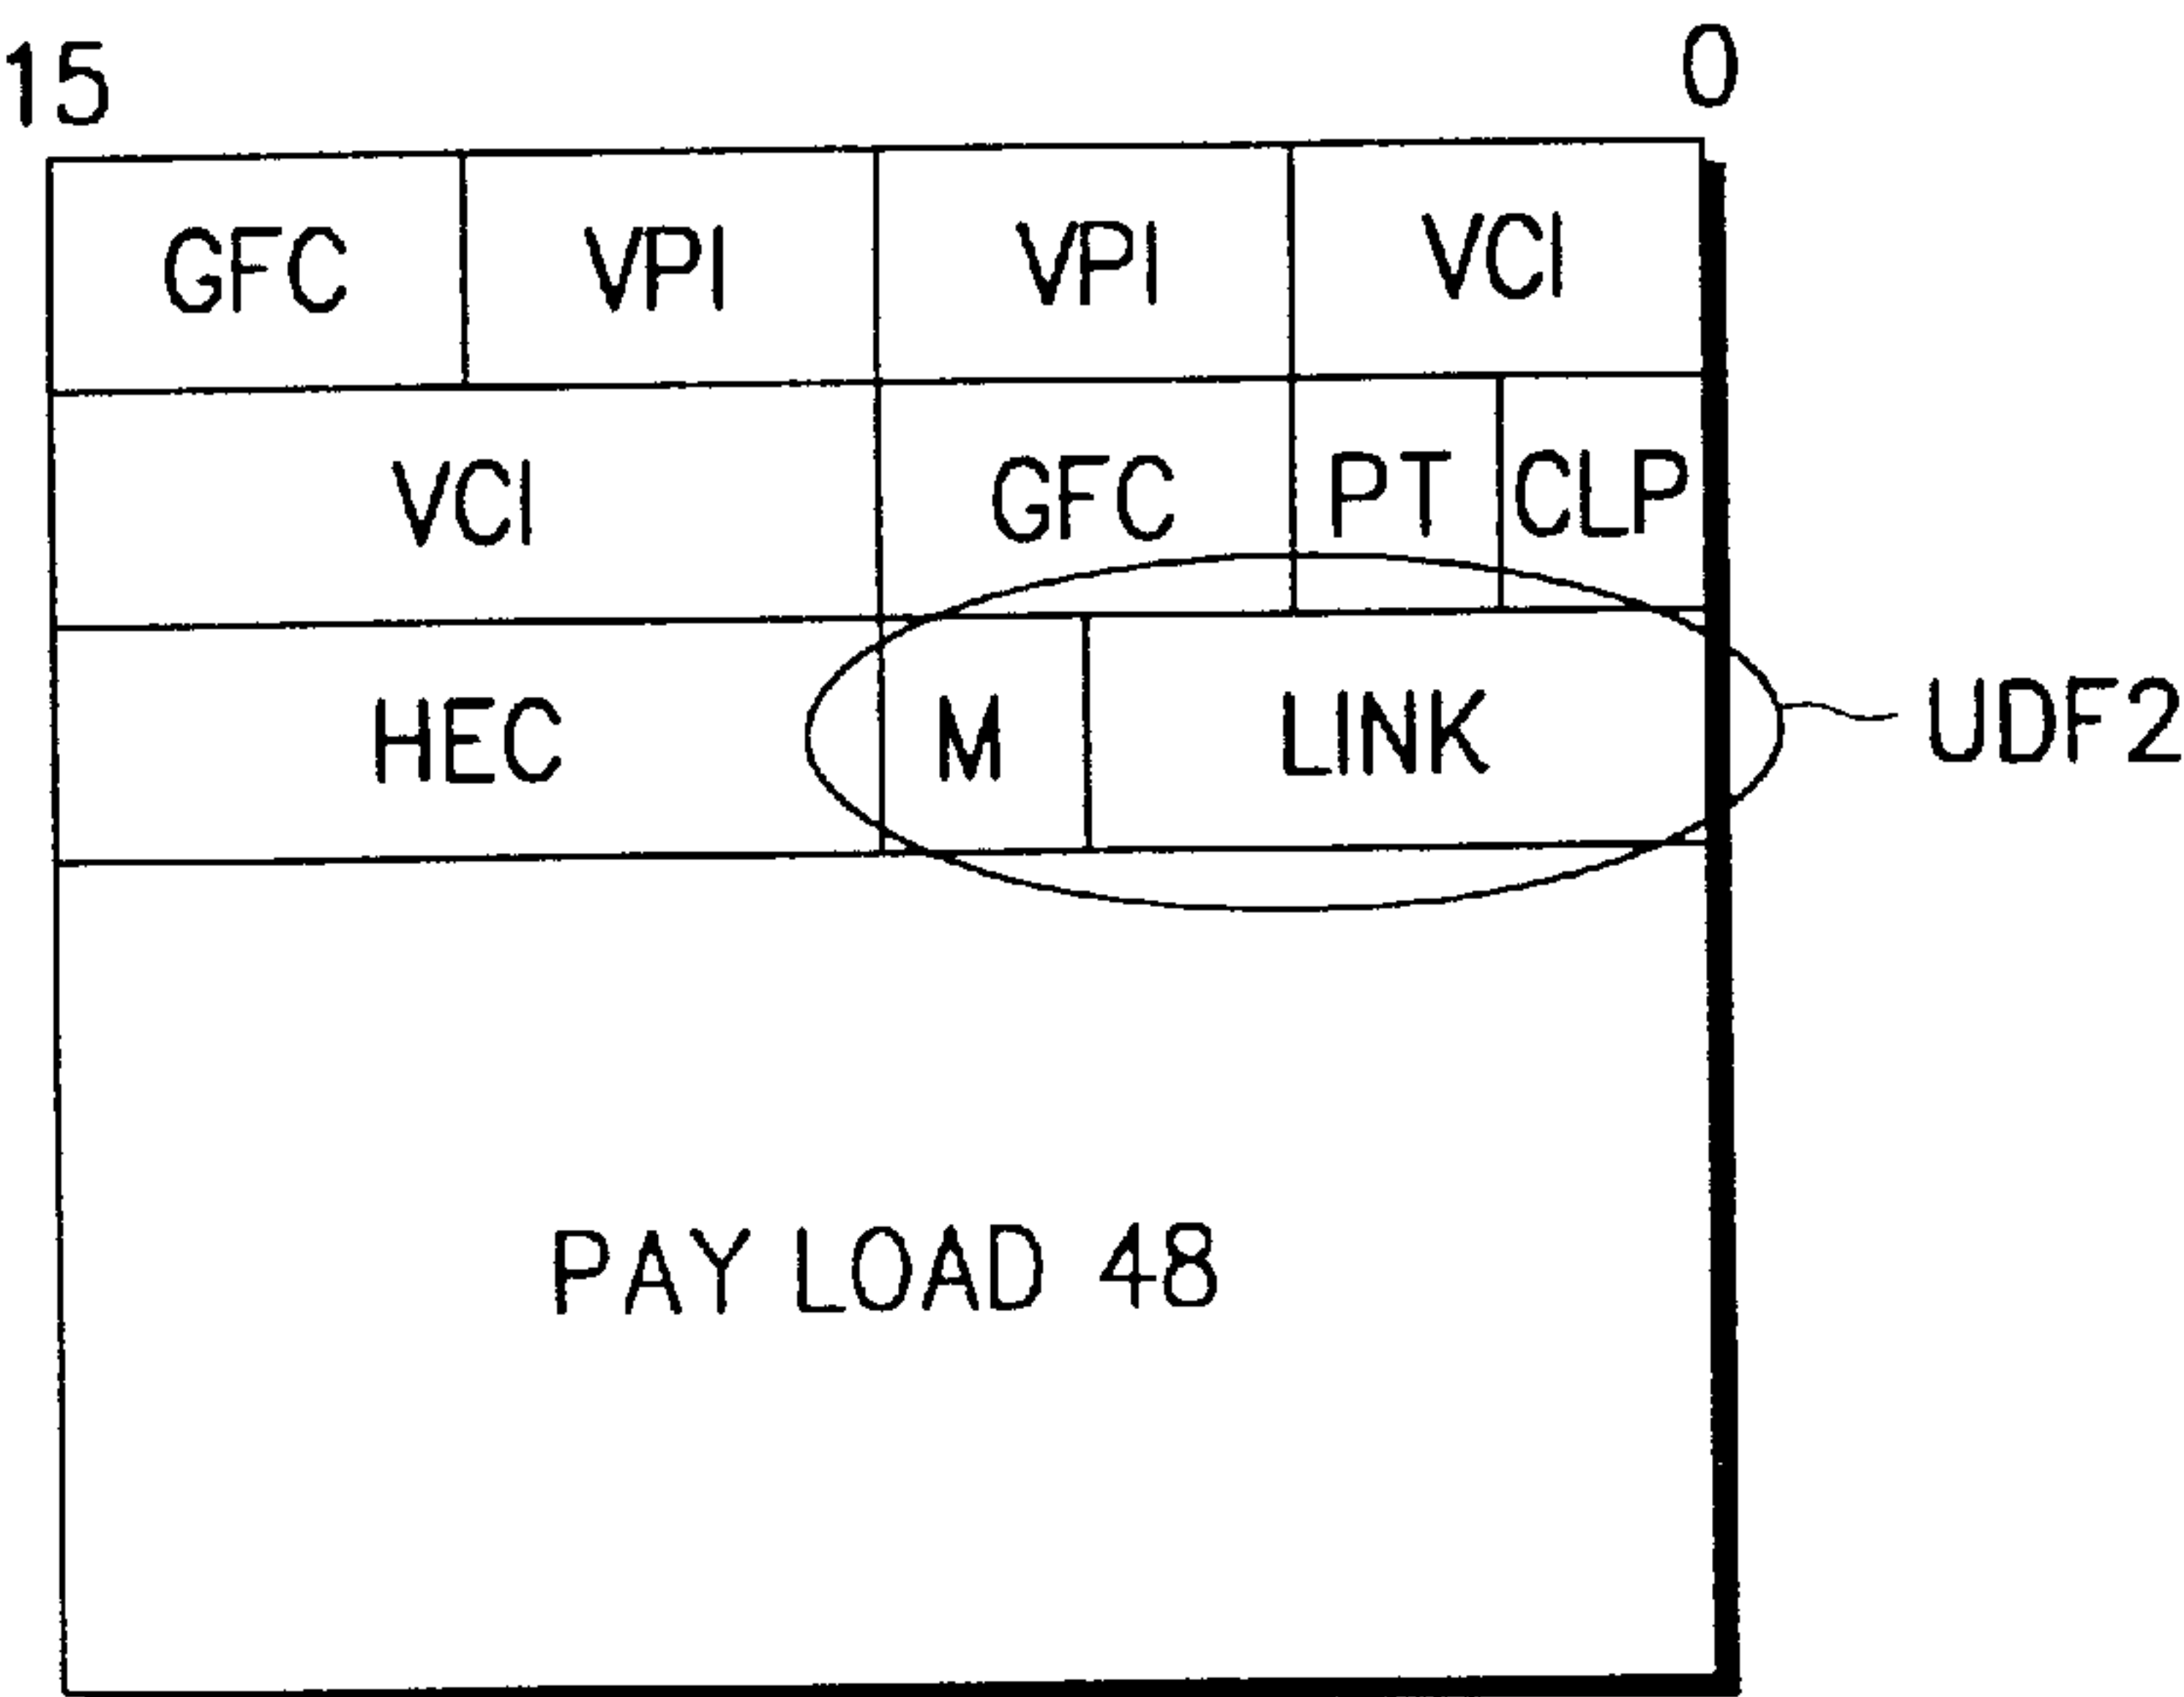 15 0
GFC VPI VPI VCI
VCI GFC PT CLP
HEC M LINK UDF2
PAY LOAD 48